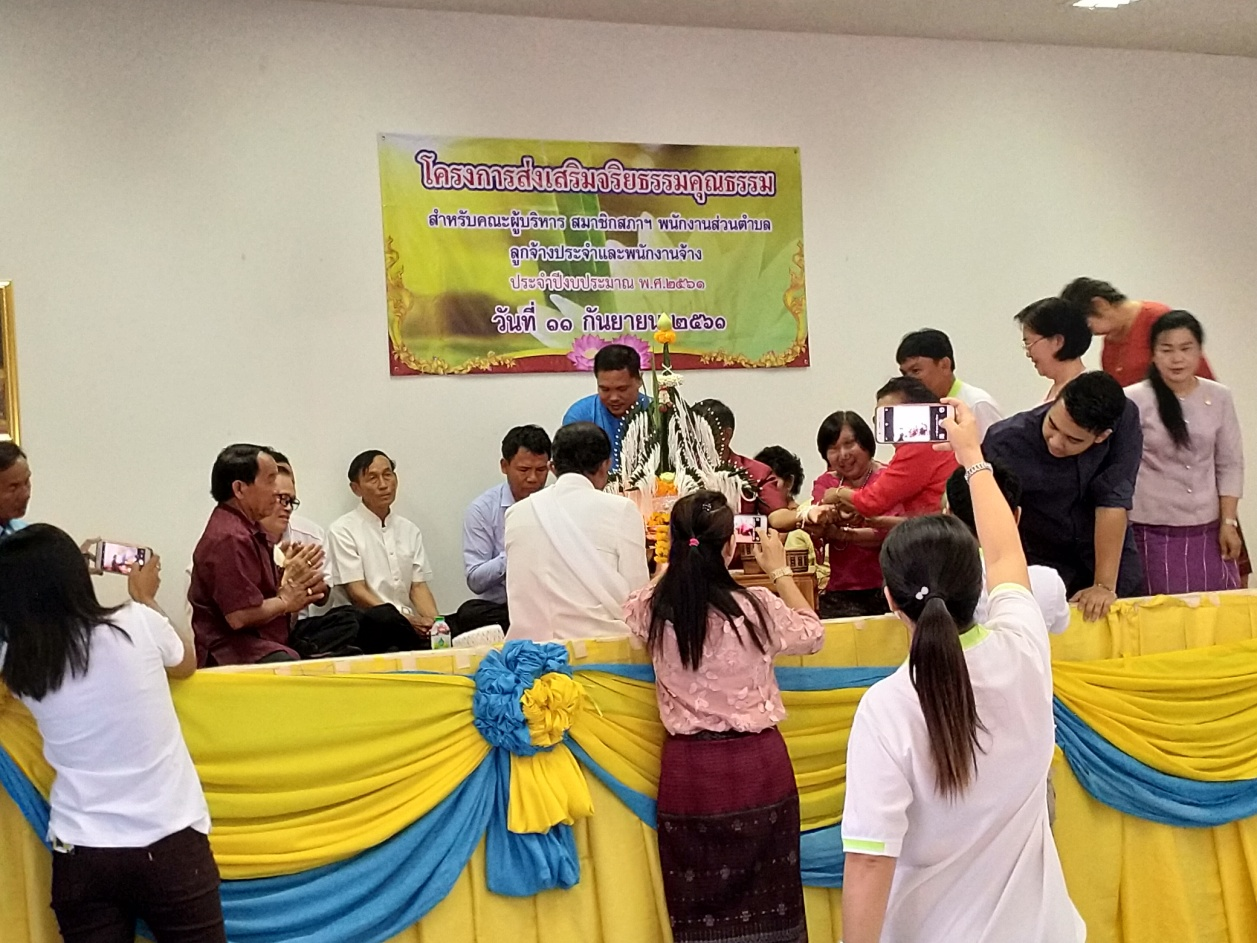 โครงการส่งเสริมจริยธรรมคุณธรรม
สำหรับคณะผู้บริหาร สมาชิกสภาฯ พนักงานส่วนตำบล
ลูกจ้างประจำและพนักงานจ้าง
ประจำปีงบประมาณ พ.ศ.๒๕๖๑
วันที่ ๑๑ กันยายน ๒๕๖๑